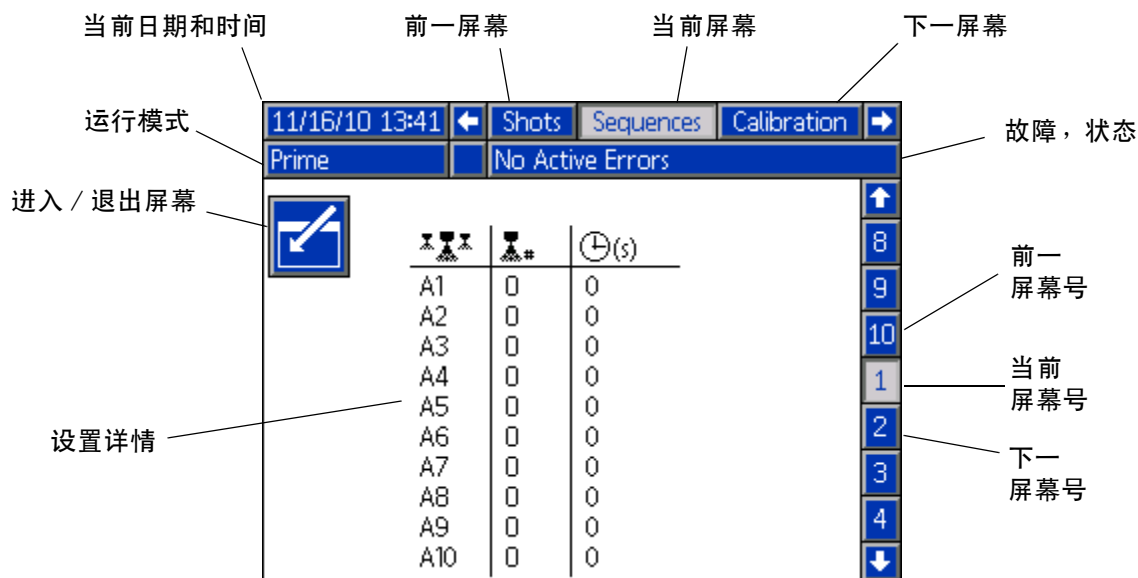 当前日期和时间
前一屏幕
当前屏幕
下一屏幕
运行模式
11/16/10 13:41
Shots
Sequences
Calibration
故障，状态
Prime
No Active Errors
进入 / 退出屏幕
#
(s)
A1 0 0
A2 0 0
A3 0 0
A4 0 0
A5 0 0
A6 0 0
A7 0 0
A8 0 0
A9 0 0
A10 0 0
设置详情
8
9
10
1
2
3
4
前一
屏幕号
当前
屏幕号
下一
屏幕号